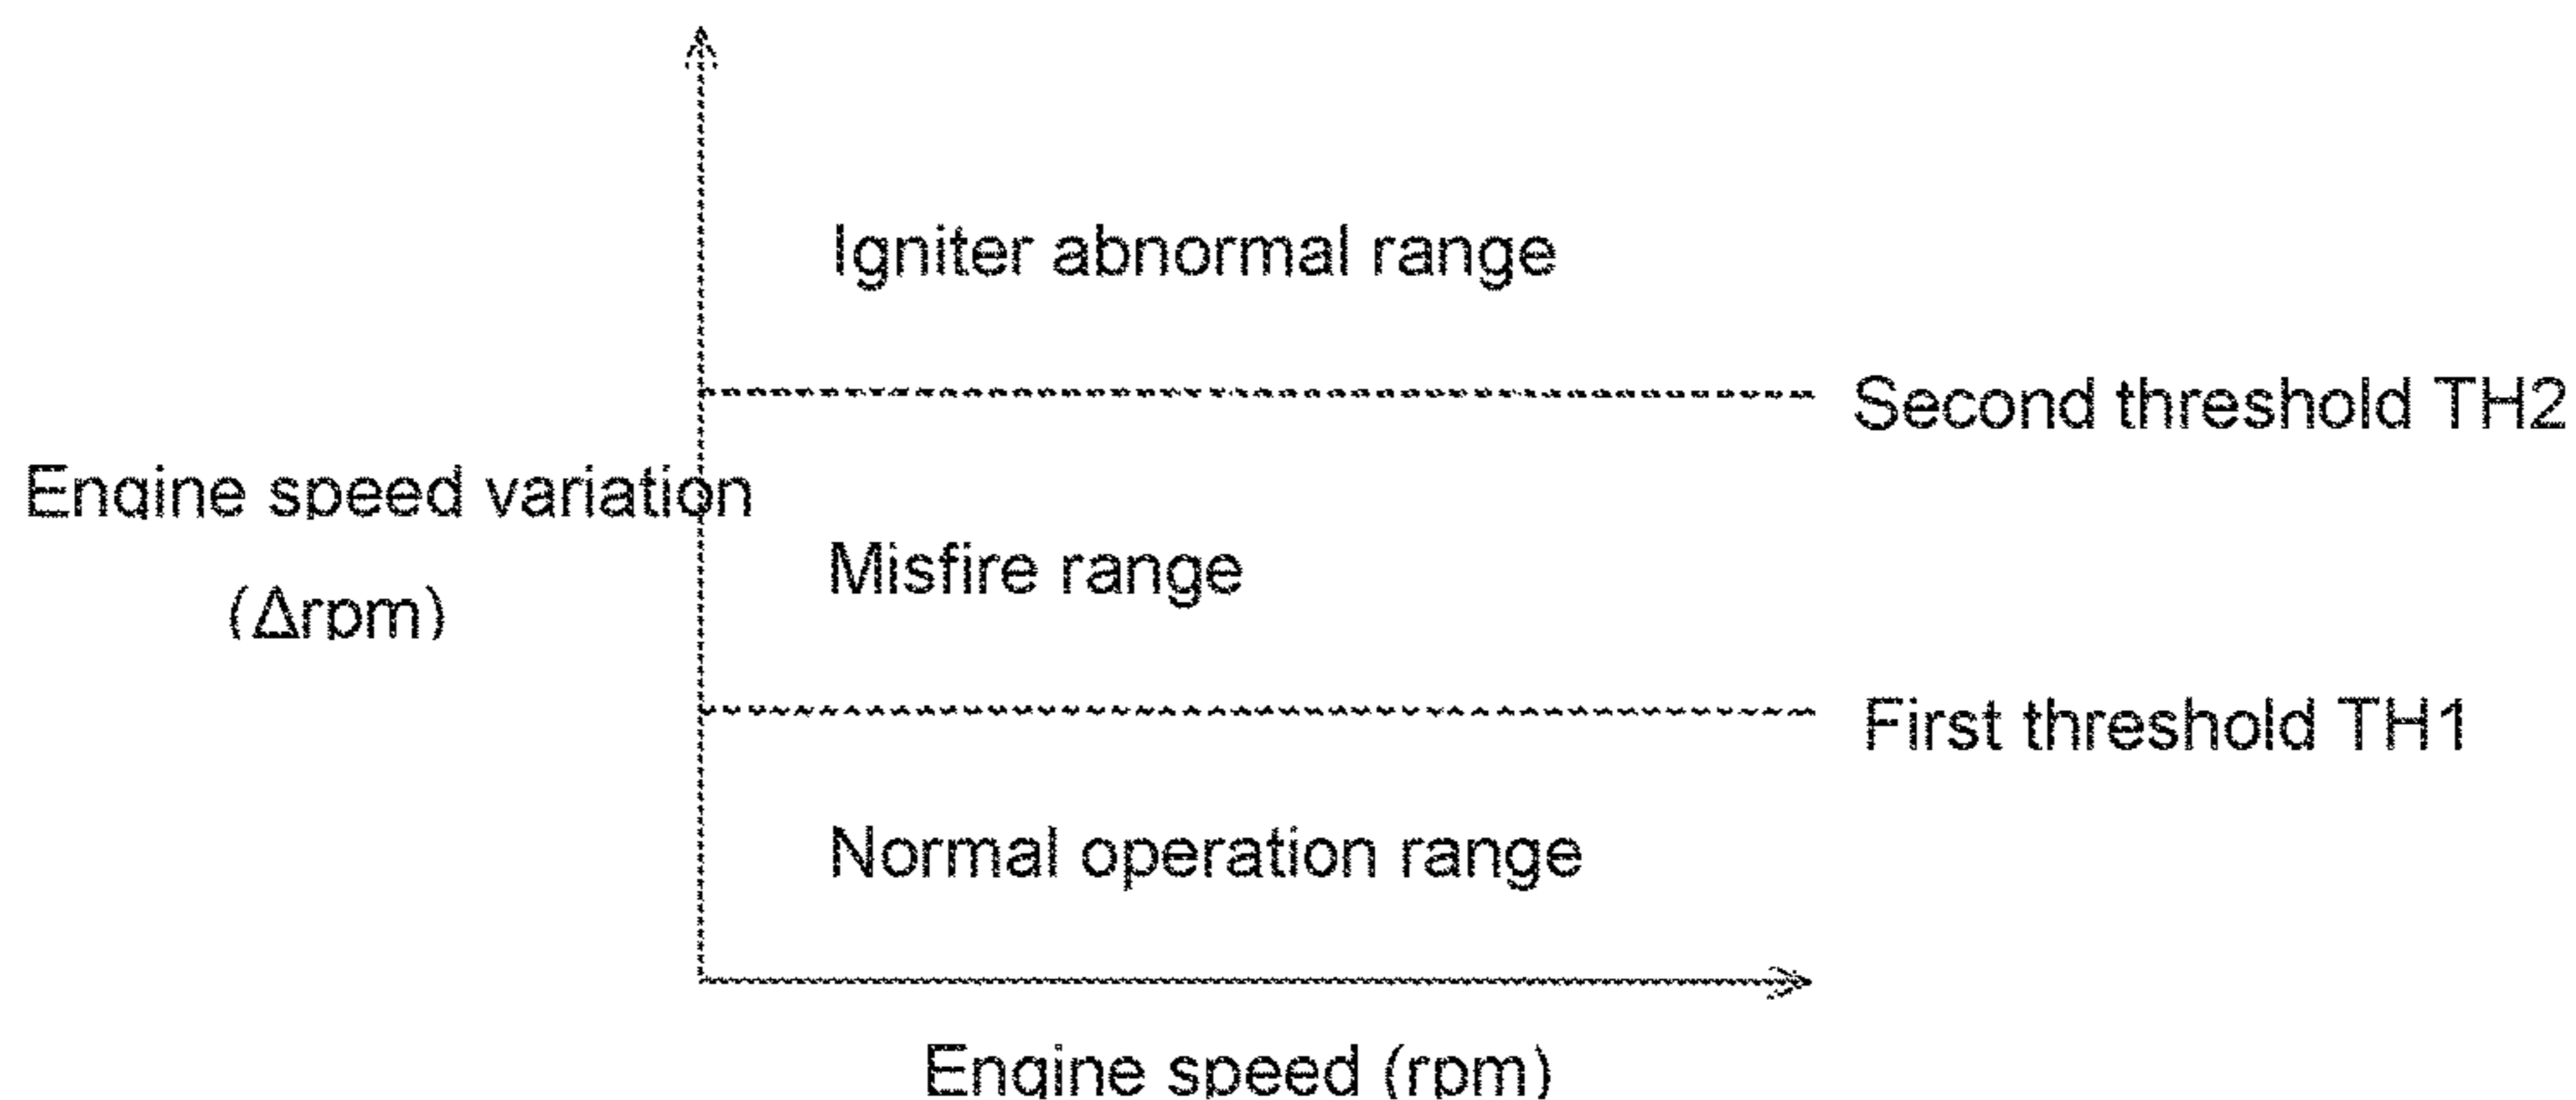 Igniter abnormal range
Second threshold TH2
Engine speed variation
(Δrpm)
Misfire range
First threshold TH1
Normal operation range
Engine speed (rpm)